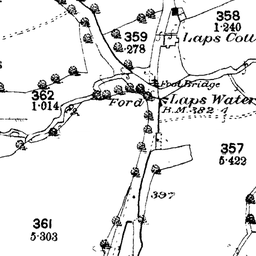 358
1·240
359
·278
Laps Cott
Foot Bridge
362
1·014
Ford
Laps Water
B.M. 382·4
357
5·422
397
361
5·303